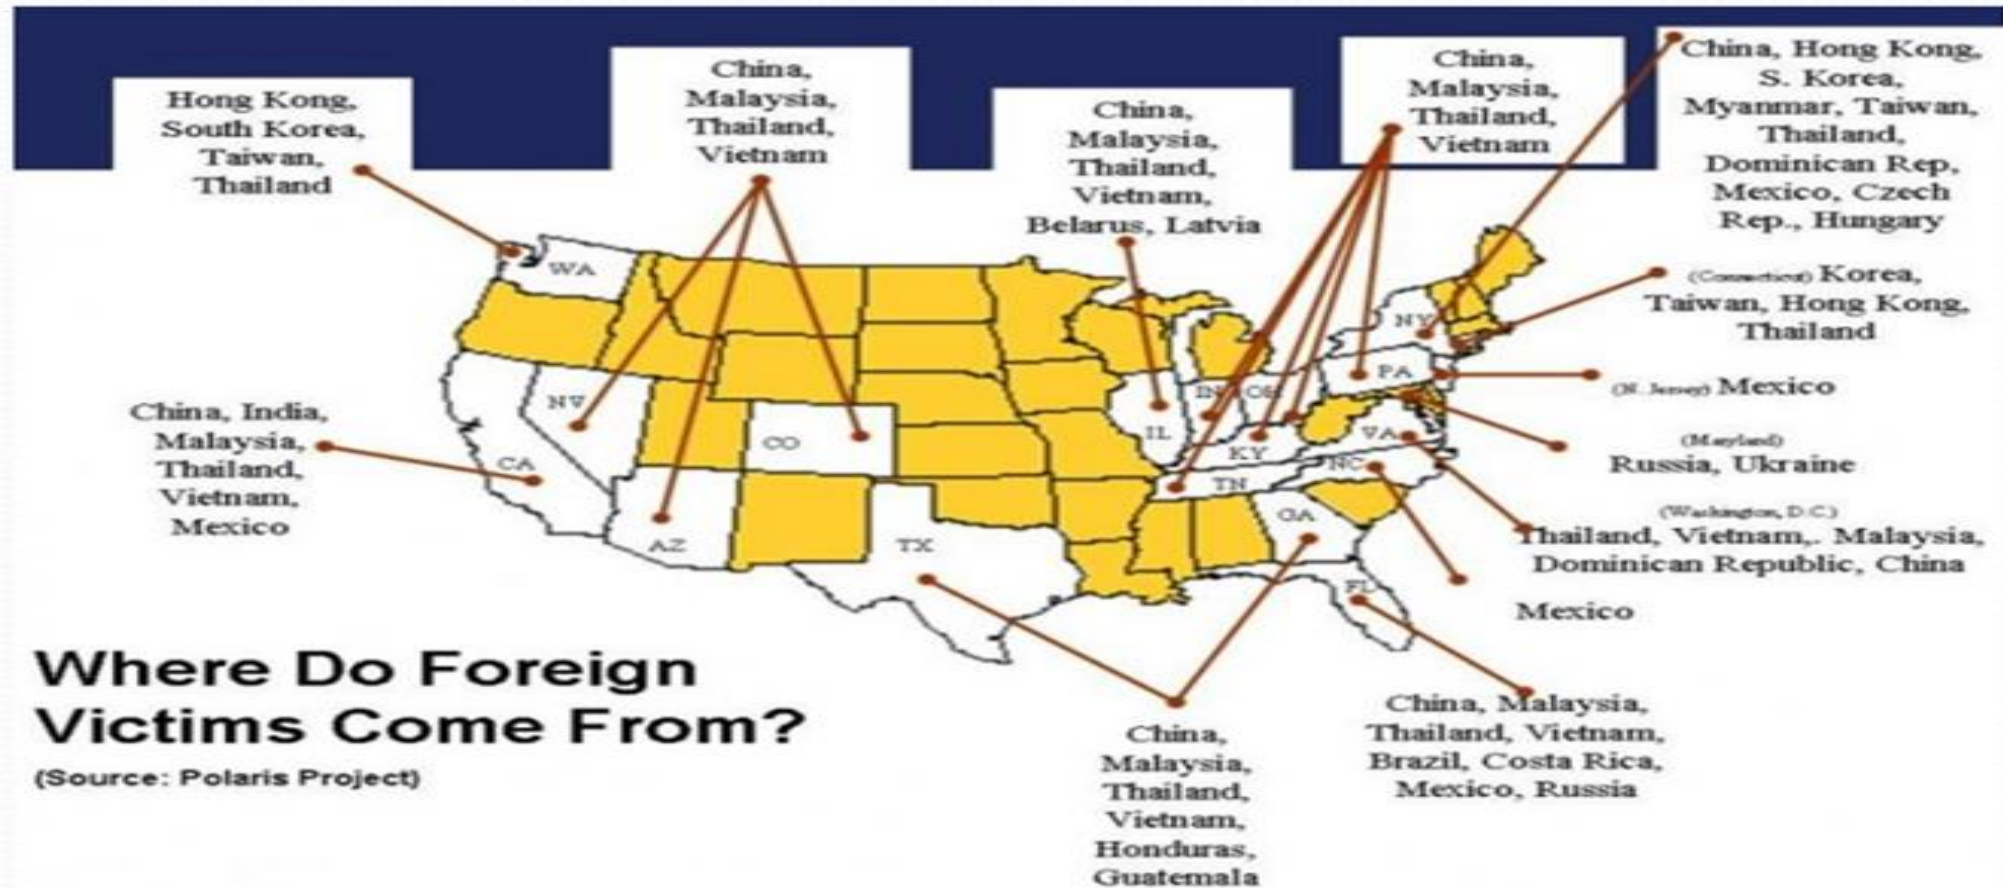 Hong Kong,
South Korea,
Taiwan,
Thailand
China,
Malaysia,
Thailand,
Vietnam
China,
Malaysia,
Thailand,
Vietnam,
Belarus, Latvia
China,
Malaysia,
Thailand,
Vietnam
China, Hong Kong,
S. Korea,
Myanmar, Taiwan,
Thailand,
Dominican Rep,
Mexico, Czech
Rep., Hungary
(Connecticut) Korea,
Taiwan, Hong Kong,
Thailand
(N. Jersey) Mexico
(Maryland)
Russia, Ukraine
(Washington, D.C.)
Thailand, Vietnam,. Malaysia,
Dominican Republic, China
Mexico
China, India,
Malaysia,
Thailand,
Vietnam,
Mexico
WA
NV
CA
CO
AZ
TX
IL
IN
OH
KY
TN
NC
VA
PA
NY
GA
FL
China, Malaysia,
Thailand, Vietnam,
Brazil, Costa Rica,
Mexico, Russia
China,
Malaysia,
Thailand,
Vietnam,
Honduras,
Guatemala
Where Do Foreign
Victims Come From?
(Source: Polaris Project)